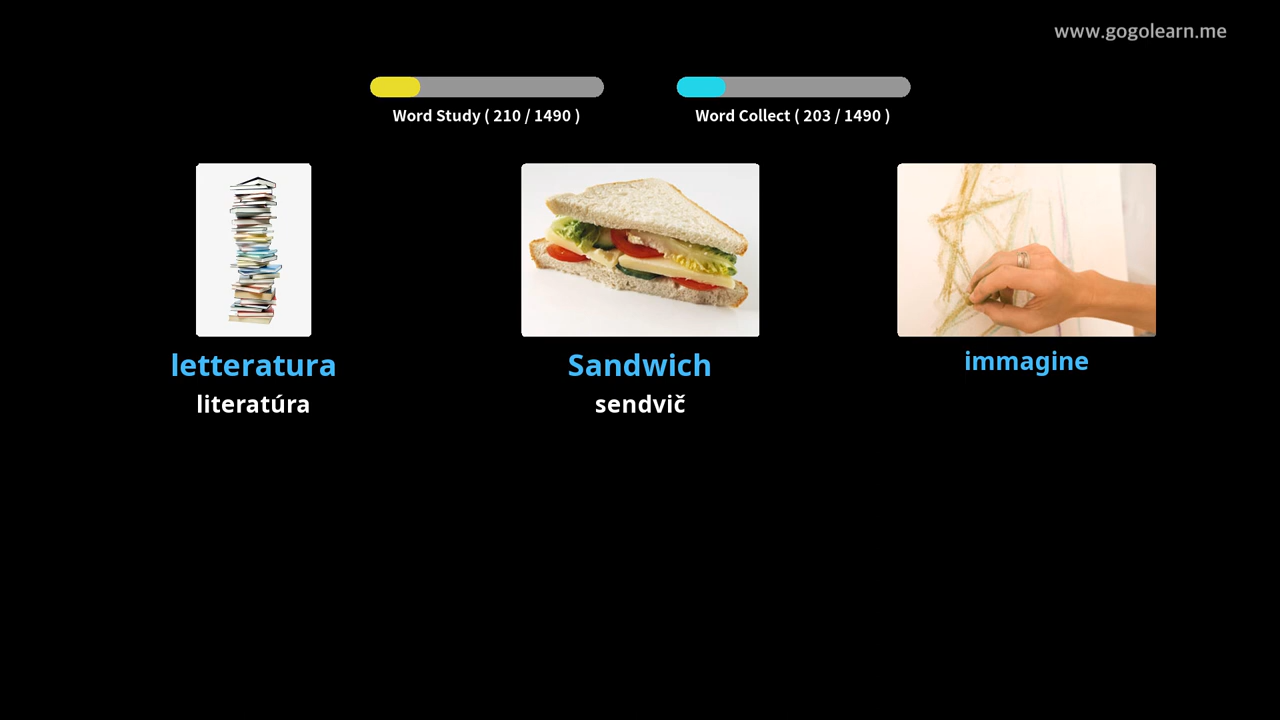 www.gogolearn.me
Word Study ( 210 / 1490 )
Word Collect ( 203 / 1490 )
letteratura
literatúra
Sandwich
sendvič
immagine